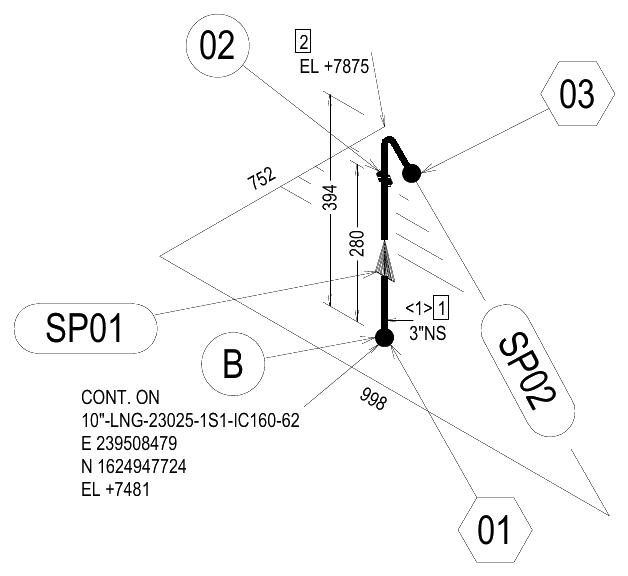 02
2
EL +7875
03
752
394
280
SP01
<1> 1
3"NS
B
SP02
998
CONT. ON
10"-LNG-23025-1S1-IC160-62
E 239508479
N 1624947724
EL +7481
01